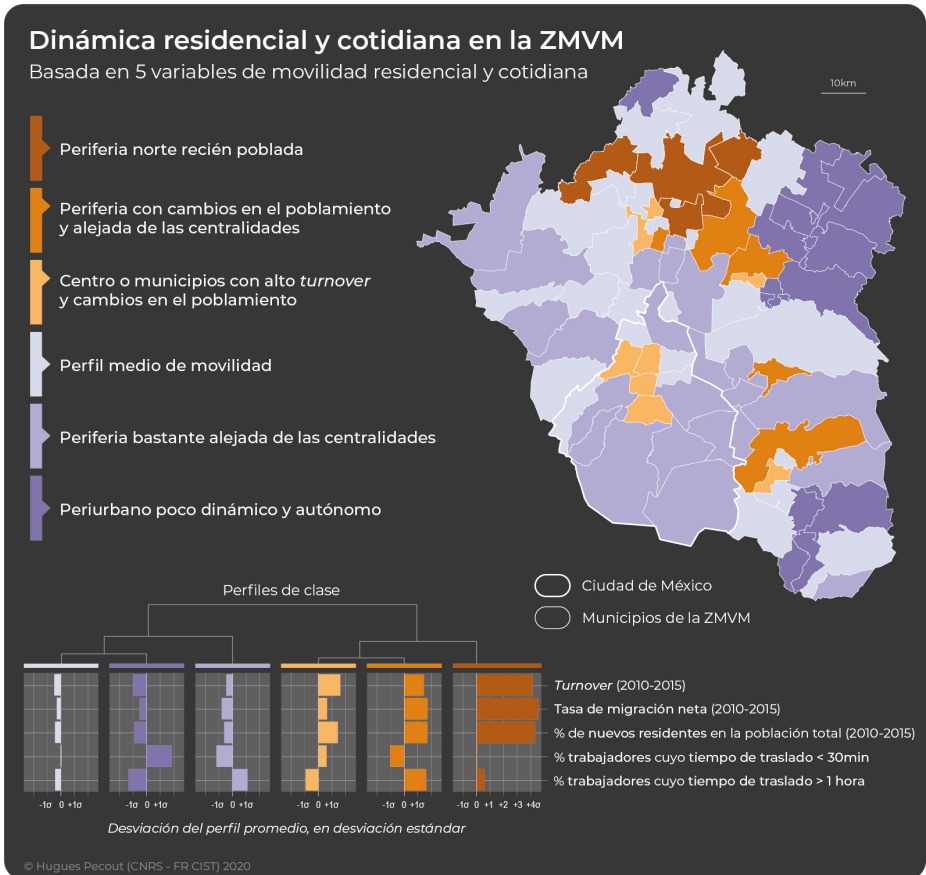 Dinámica residencial y cotidiana en la ZMVM
Basada en 5 variables de movilidad residencial y cotidiana
10km
Periferia norte recién poblada
Periferia con cambios en el poblamiento
y alejada de las centralidades
Centro o municipios con alto turnover
y cambios en el poblamiento
Perfil medio de movilidad
Periferia bastante alejada de las centralidades
Periurbano poco dinámico y autónomo
Ciudad de México
Municipios de la ZMVM
Perfiles de clase
Turnover (2010-2015)
Tasa de migración neta (2010-2015)
% de nuevos residentes en la población total (2010-2015)
% trabajadores cuyo tiempo de traslado < 30min
% trabajadores cuyo tiempo de traslado > 1 hora
-1σ 0 +1σ -1σ 0 +1σ -1σ 0 +1σ -1σ 0 +1σ -1σ 0 +1σ -1σ 0 +1 +2 +3 +4σ
Desviación del perfil promedio, en desviación estándar
© Hugues Pecout (CNRS - FR CIST) 2020